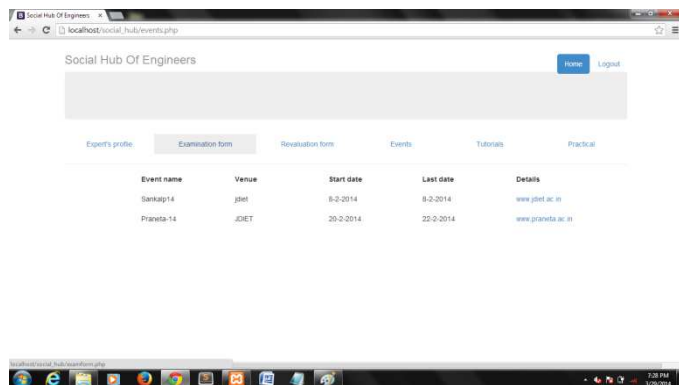 Social Hub Of Engineers
localhost/social_hub/events.php
Social Hub Of Engineers
Home Logout
Expert's profile Examination form Revaluation form Events Tutorials Practical
Event name Venue Start date Last date Details
Sankalp14 jdiet 8-2-2014 8-2-2014 www.jdiet.ac.in
Praneta-14 JDIET 20-2-2014 22-2-2014 www.praneta.ac.in
localhost/social_hub/examform.php
7:28 PM
3/29/2014